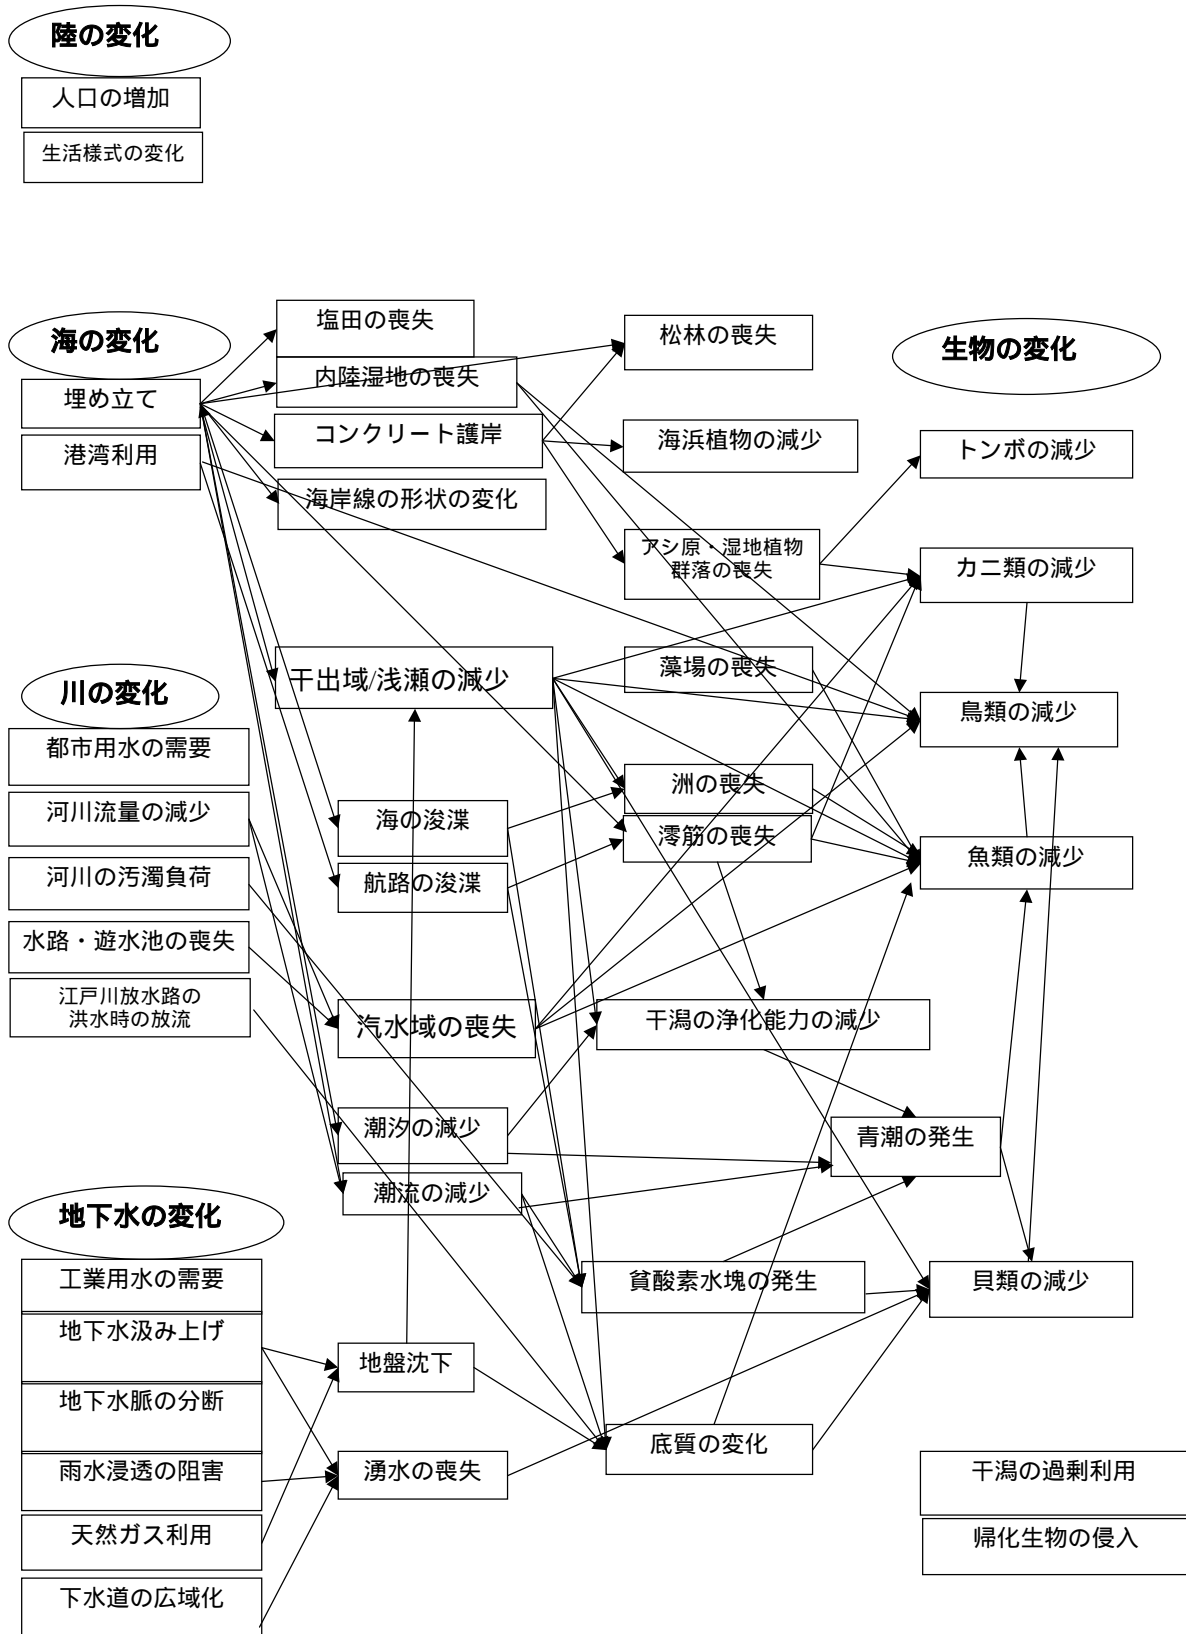 陸の変化
人口の増加
生活様式の変化
海の変化
埋め立て
港湾利用
塩田の喪失
内陸湿地の喪失
コンクリート護岸
海岸線の形状の変化
松林の喪失
海浜植物の減少
アシ原・湿地植物
群落の喪失
生物の変化
トンボの減少
カニ類の減少
鳥類の減少
魚類の減少
干出域/浅瀬の減少
藻場の喪失
洲の喪失
澪筋の喪失
川の変化
都市用水の需要
河川流量の減少
河川の汚濁負荷
水路・遊水池の喪失
江戸川放水路の
洪水時の放流
海の浚渫
航路の浚渫
汽水域の喪失
干潟の浄化能力の減少
潮汐の減少
潮流の減少
青潮の発生
貧酸素水塊の発生
貝類の減少
地下水の変化
工業用水の需要
地下水汲み上げ
地下水脈の分断
雨水浸透の阻害
天然ガス利用
下水道の広域化
地盤沈下
湧水の喪失
底質の変化
干潟の過剰利用
帰化生物の侵入